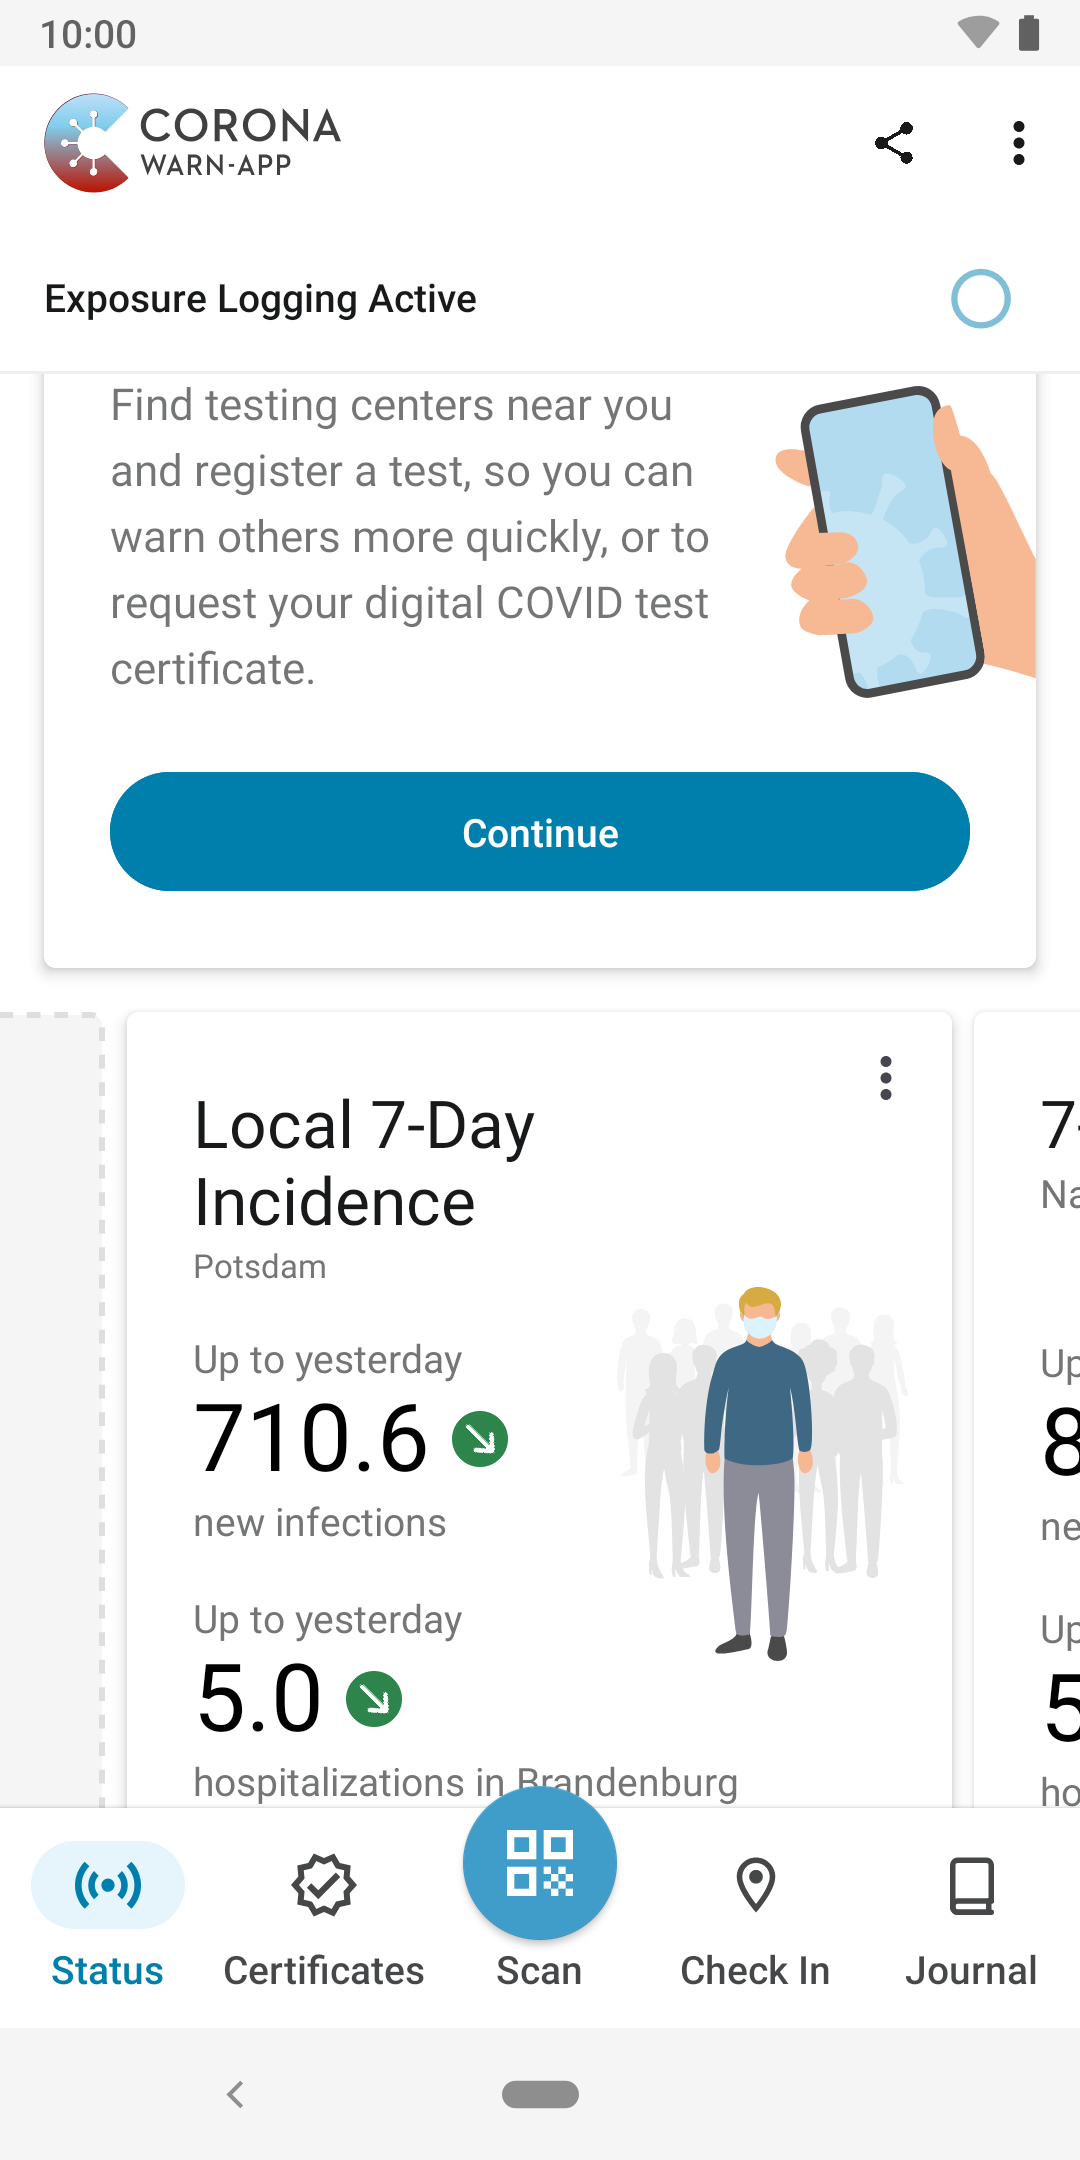 10:00
CORONA
WARN-APP
Exposure Logging Active
Find testing centers near you
and register a test, so you can
warn others more quickly, or to
request your digital COVID test
certificate.
Continue
Local 7-Day
Incidence
Potsdam
Up to yesterday
710.6
new infections
Up to yesterday
5.0
hospitalizations in Brandenburg
7-
Na
Up
8
ne
Up
5
ho
Status
Certificates
Scan
Check In
Journal